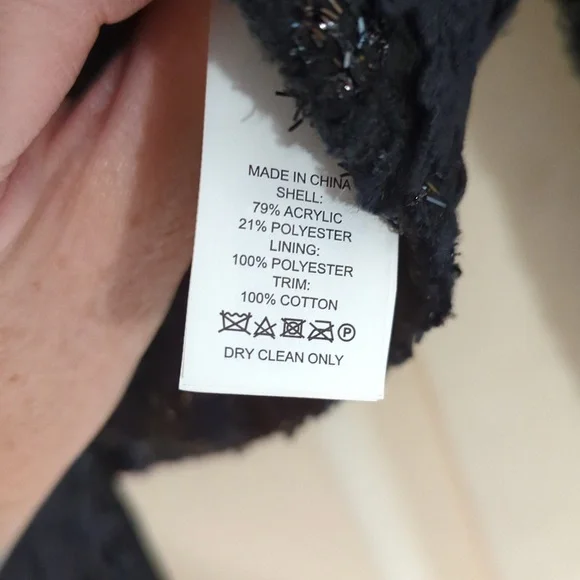 MADE IN CHINA
SHELL:
79% ACRYLIC
21% POLYESTER
LINING:
100% POLYESTER
TRIM:
100% COTTON
P
DRY CLEAN ONLY